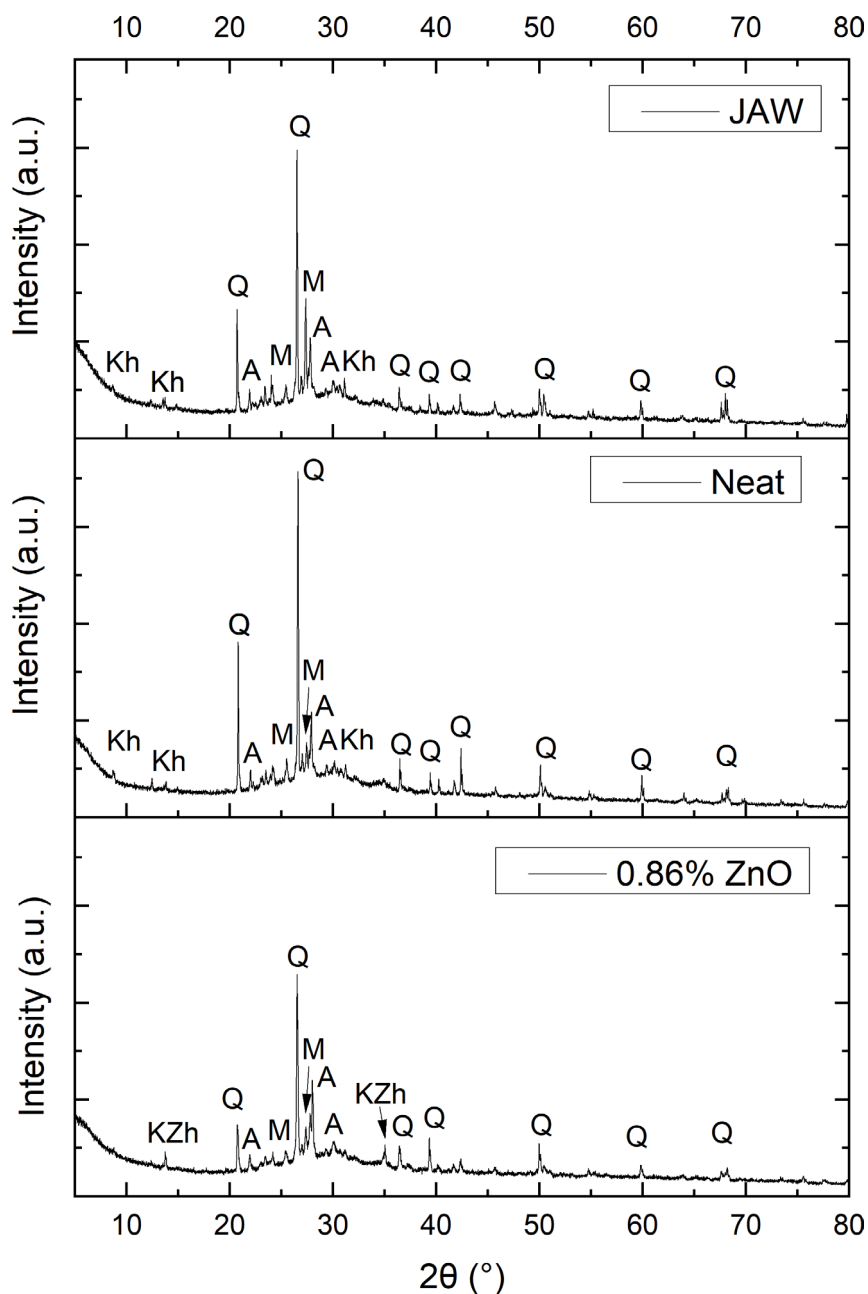 10 20 30 40 50 60 70 80
JAW
Intensity (a.u.)
Q
Q
M
A
Kh
Kh
A
M
A
Kh
Q
Q
Q
Q
Q
Q
Neat
Intensity (a.u.)
Q
Q
M
A
Kh
Kh
A
M
A
Kh
Q
Q
Q
Q
Q
Q
0.86% ZnO
Intensity (a.u.)
Q
M
A
KZh
Q
KZh
A
M
A
Q
Q
Q
Q
Q
10 20 30 40 50 60 70 80
2θ (°)